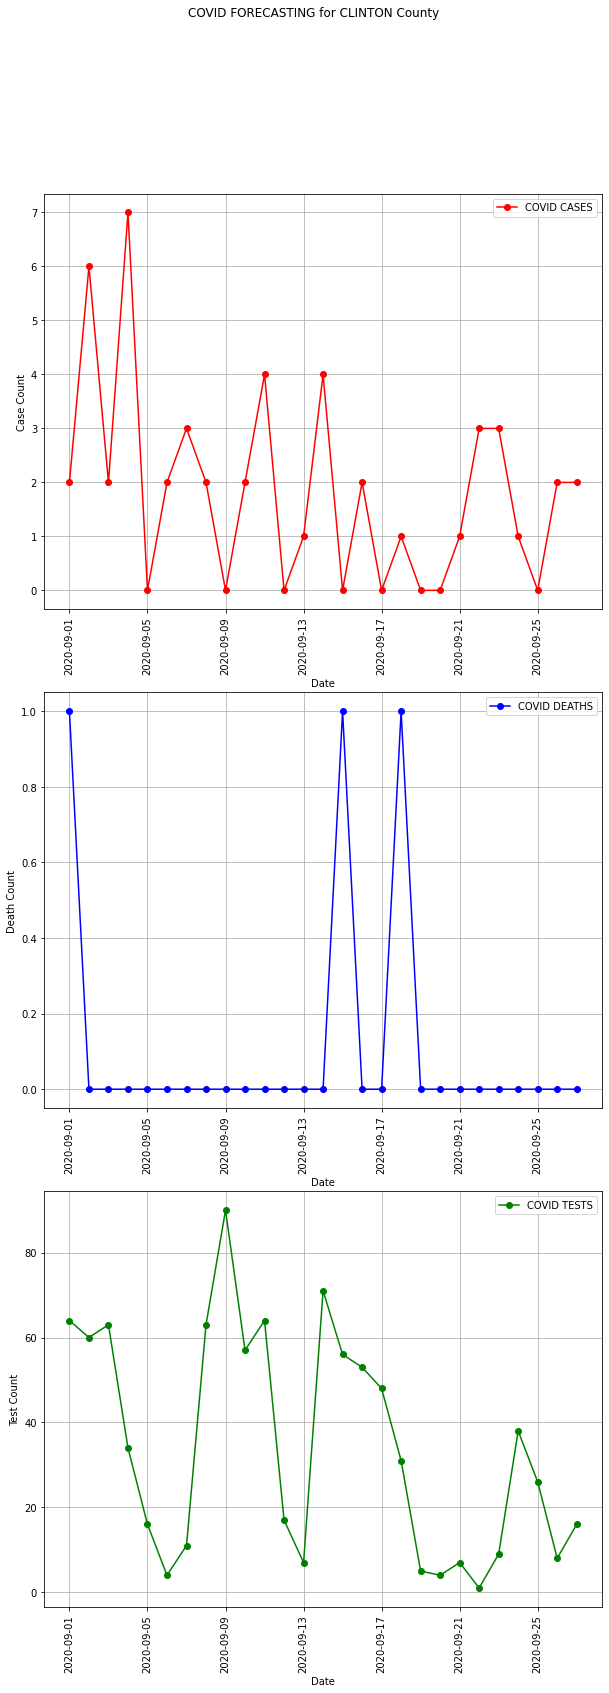 COVID FORECASTING for CLINTON County
COVID CASES
7
6
5
4
3
2
1
0
Case Count
2020-09-01 2020-09-05 2020-09-09 2020-09-13 2020-09-17 2020-09-21 2020-09-25
Date
COVID DEATHS
1.0
0.8
0.6
0.4
0.2
0.0
Death Count
2020-09-01 2020-09-05 2020-09-09 2020-09-13 2020-09-17 2020-09-21 2020-09-25
Date
COVID TESTS
80
60
40
20
0
Test Count
2020-09-01 2020-09-05 2020-09-09 2020-09-13 2020-09-17 2020-09-21 2020-09-25
Date